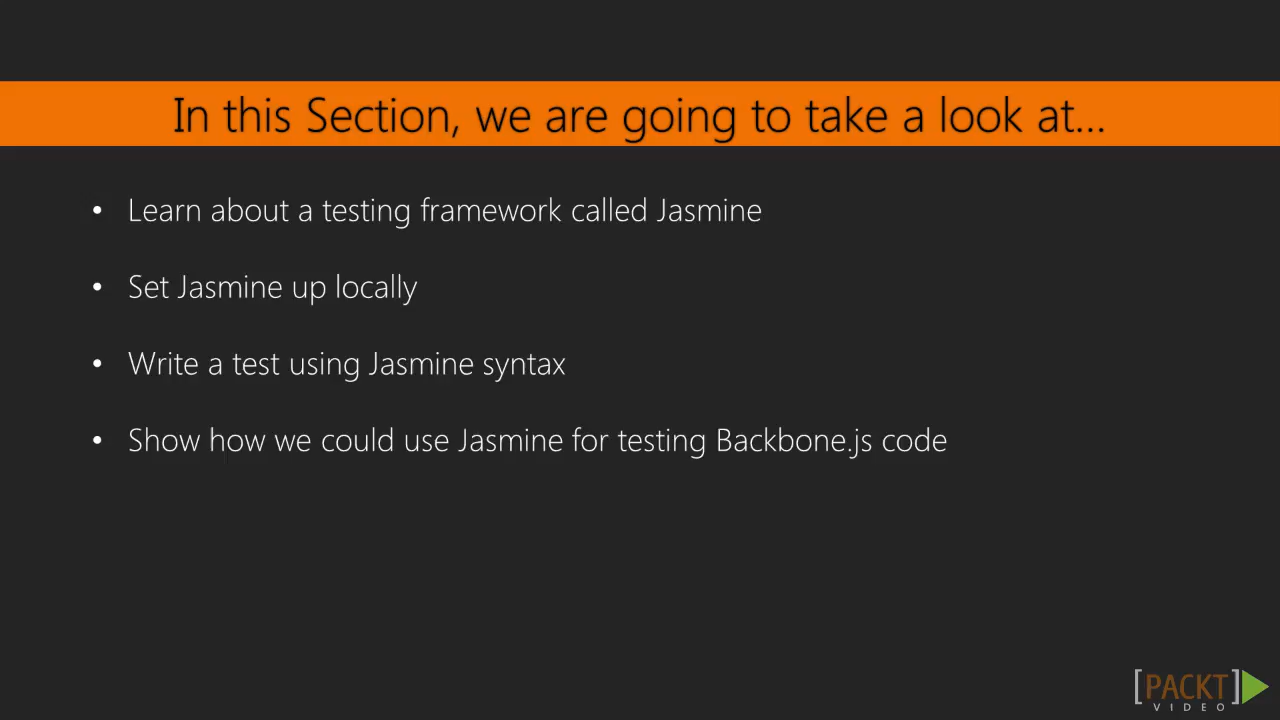 In this Section, we are going to take a look at...
• Learn about a testing framework called Jasmine
• Set Jasmine up locally
• Write a test using Jasmine syntax
• Show how we could use Jasmine for testing Backbone.js code
[PACKT]
VIDEO